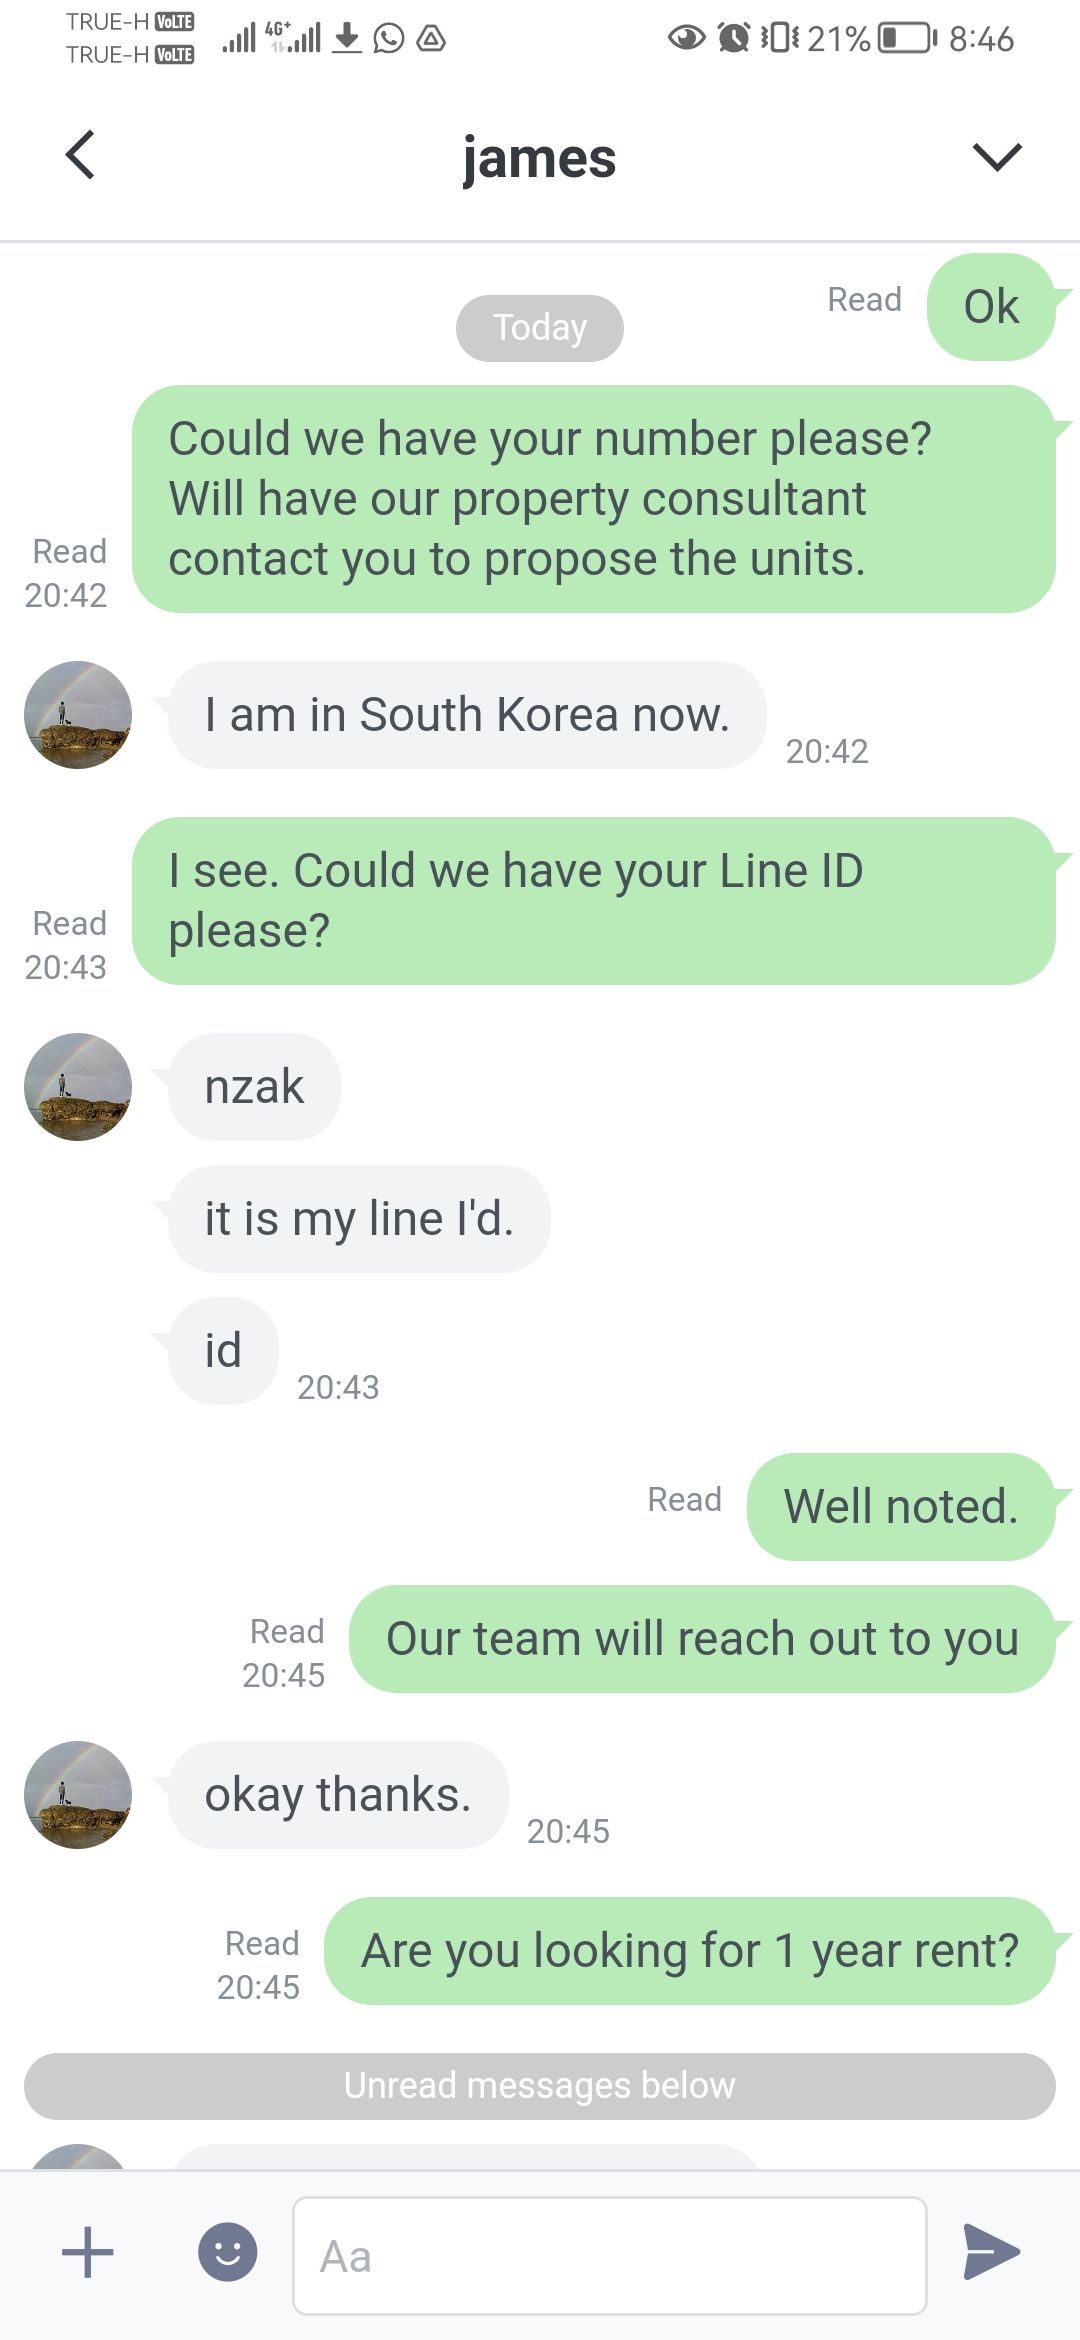 TRUE-H VoLTE
TRUE-H VoLTE
4G+
21%
8:46
james
Ok
Read
Today
Could we have your number please?
Will have our property consultant
contact you to propose the units.
Read
20:42
I am in South Korea now.
20:42
I see. Could we have your Line ID
please?
Read
20:43
nzak
it is my line I'd.
id
20:43
Read
Well noted.
Our team will reach out to you
Read
20:45
okay thanks.
20:45
Are you looking for 1 year rent?
Read
20:45
Unread messages below
Aa